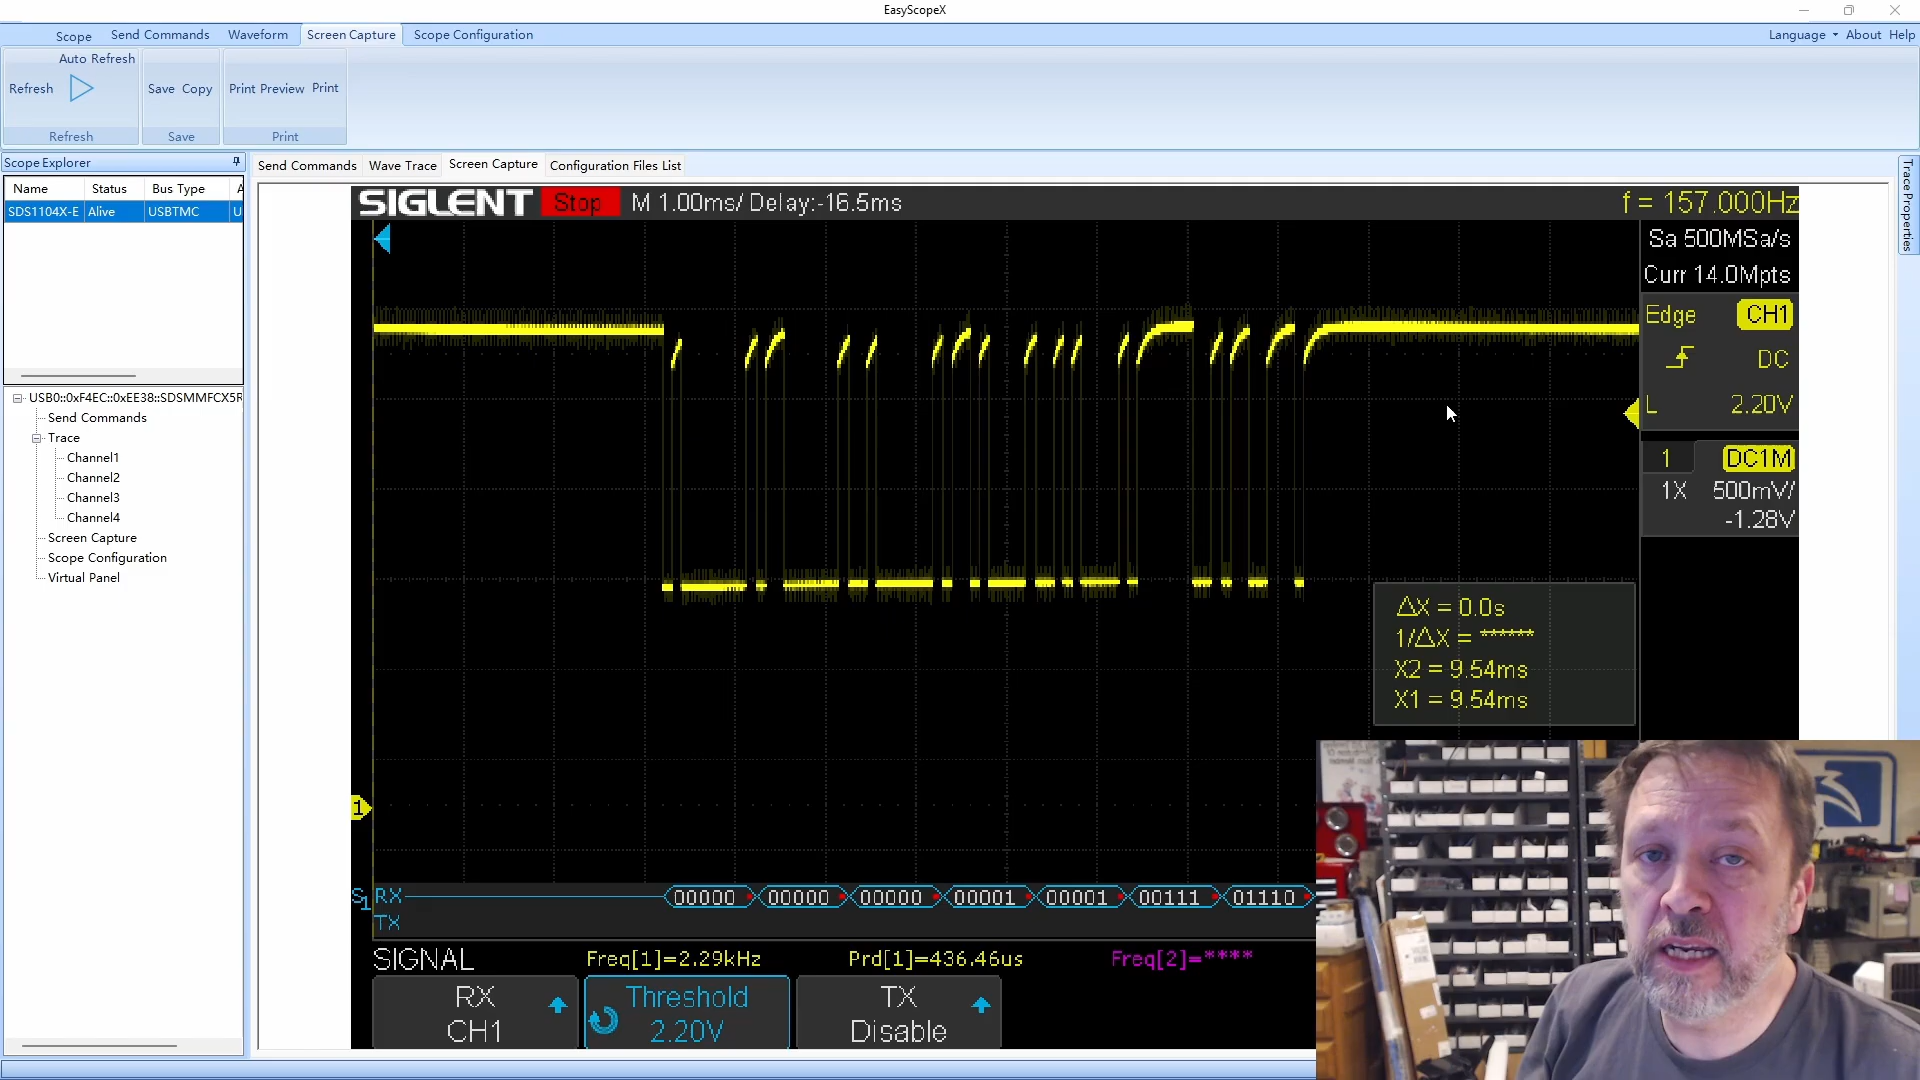 EasyScopeX
Scope Send Commands Waveform Screen Capture Scope Configuration Language About Help
Auto Refresh
Refresh Save Copy Print Preview Print
Refresh Save Print
Scope Explorer
Send Commands Wave Trace Screen Capture Configuration Files List
Trace Properties
Name Status Bus Type A
SDS1104X-E Alive USBTMC U
USB0::0xF4EC::0xEE38::SDSMMFCX5R
Send Commands
Trace
Channel1
Channel2
Channel3
Channel4
Screen Capture
Scope Configuration
Virtual Panel
SIGLENT Stop M 1.00ms/ Delay:-16.5ms f = 157.000Hz
Sa 500MSa/s
Curr 14.0Mpts
Edge CH1
DC
L 2.20V
1 DC1M
1X 500mV/
-1.28V
ΔX = 0.0s
1/ΔX = ******
X2 = 9.54ms
X1 = 9.54ms
1
S1 RX 00000 00000 00000 00001 00001 00111 01110
TX
SIGNAL Freq[1]=2.29kHz Prd[1]=436.46us Freq[2]=****
RX Threshold TX
CH1 2.20V Disable